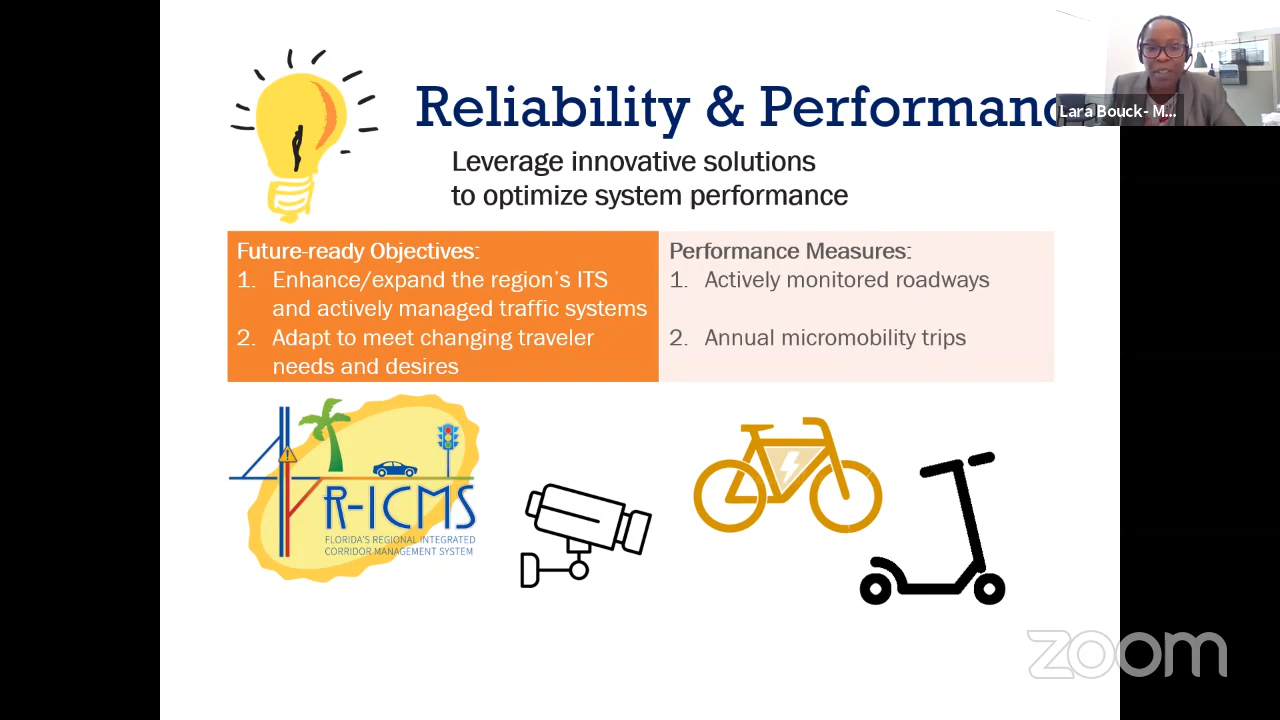 Reliability & Performanc
Lara Bouck- M...
Leverage innovative solutions
to optimize system performance
Future-ready Objectives:
1. Enhance/expand the region's ITS
and actively managed traffic systems
2. Adapt to meet changing traveler
needs and desires
Performance Measures:
1. Actively monitored roadways
2. Annual micromobility trips
R-ICMS
FLORIDA'S REGIONAL INTEGRATED
CORRIDOR MANAGEMENT SYSTEM
zoom